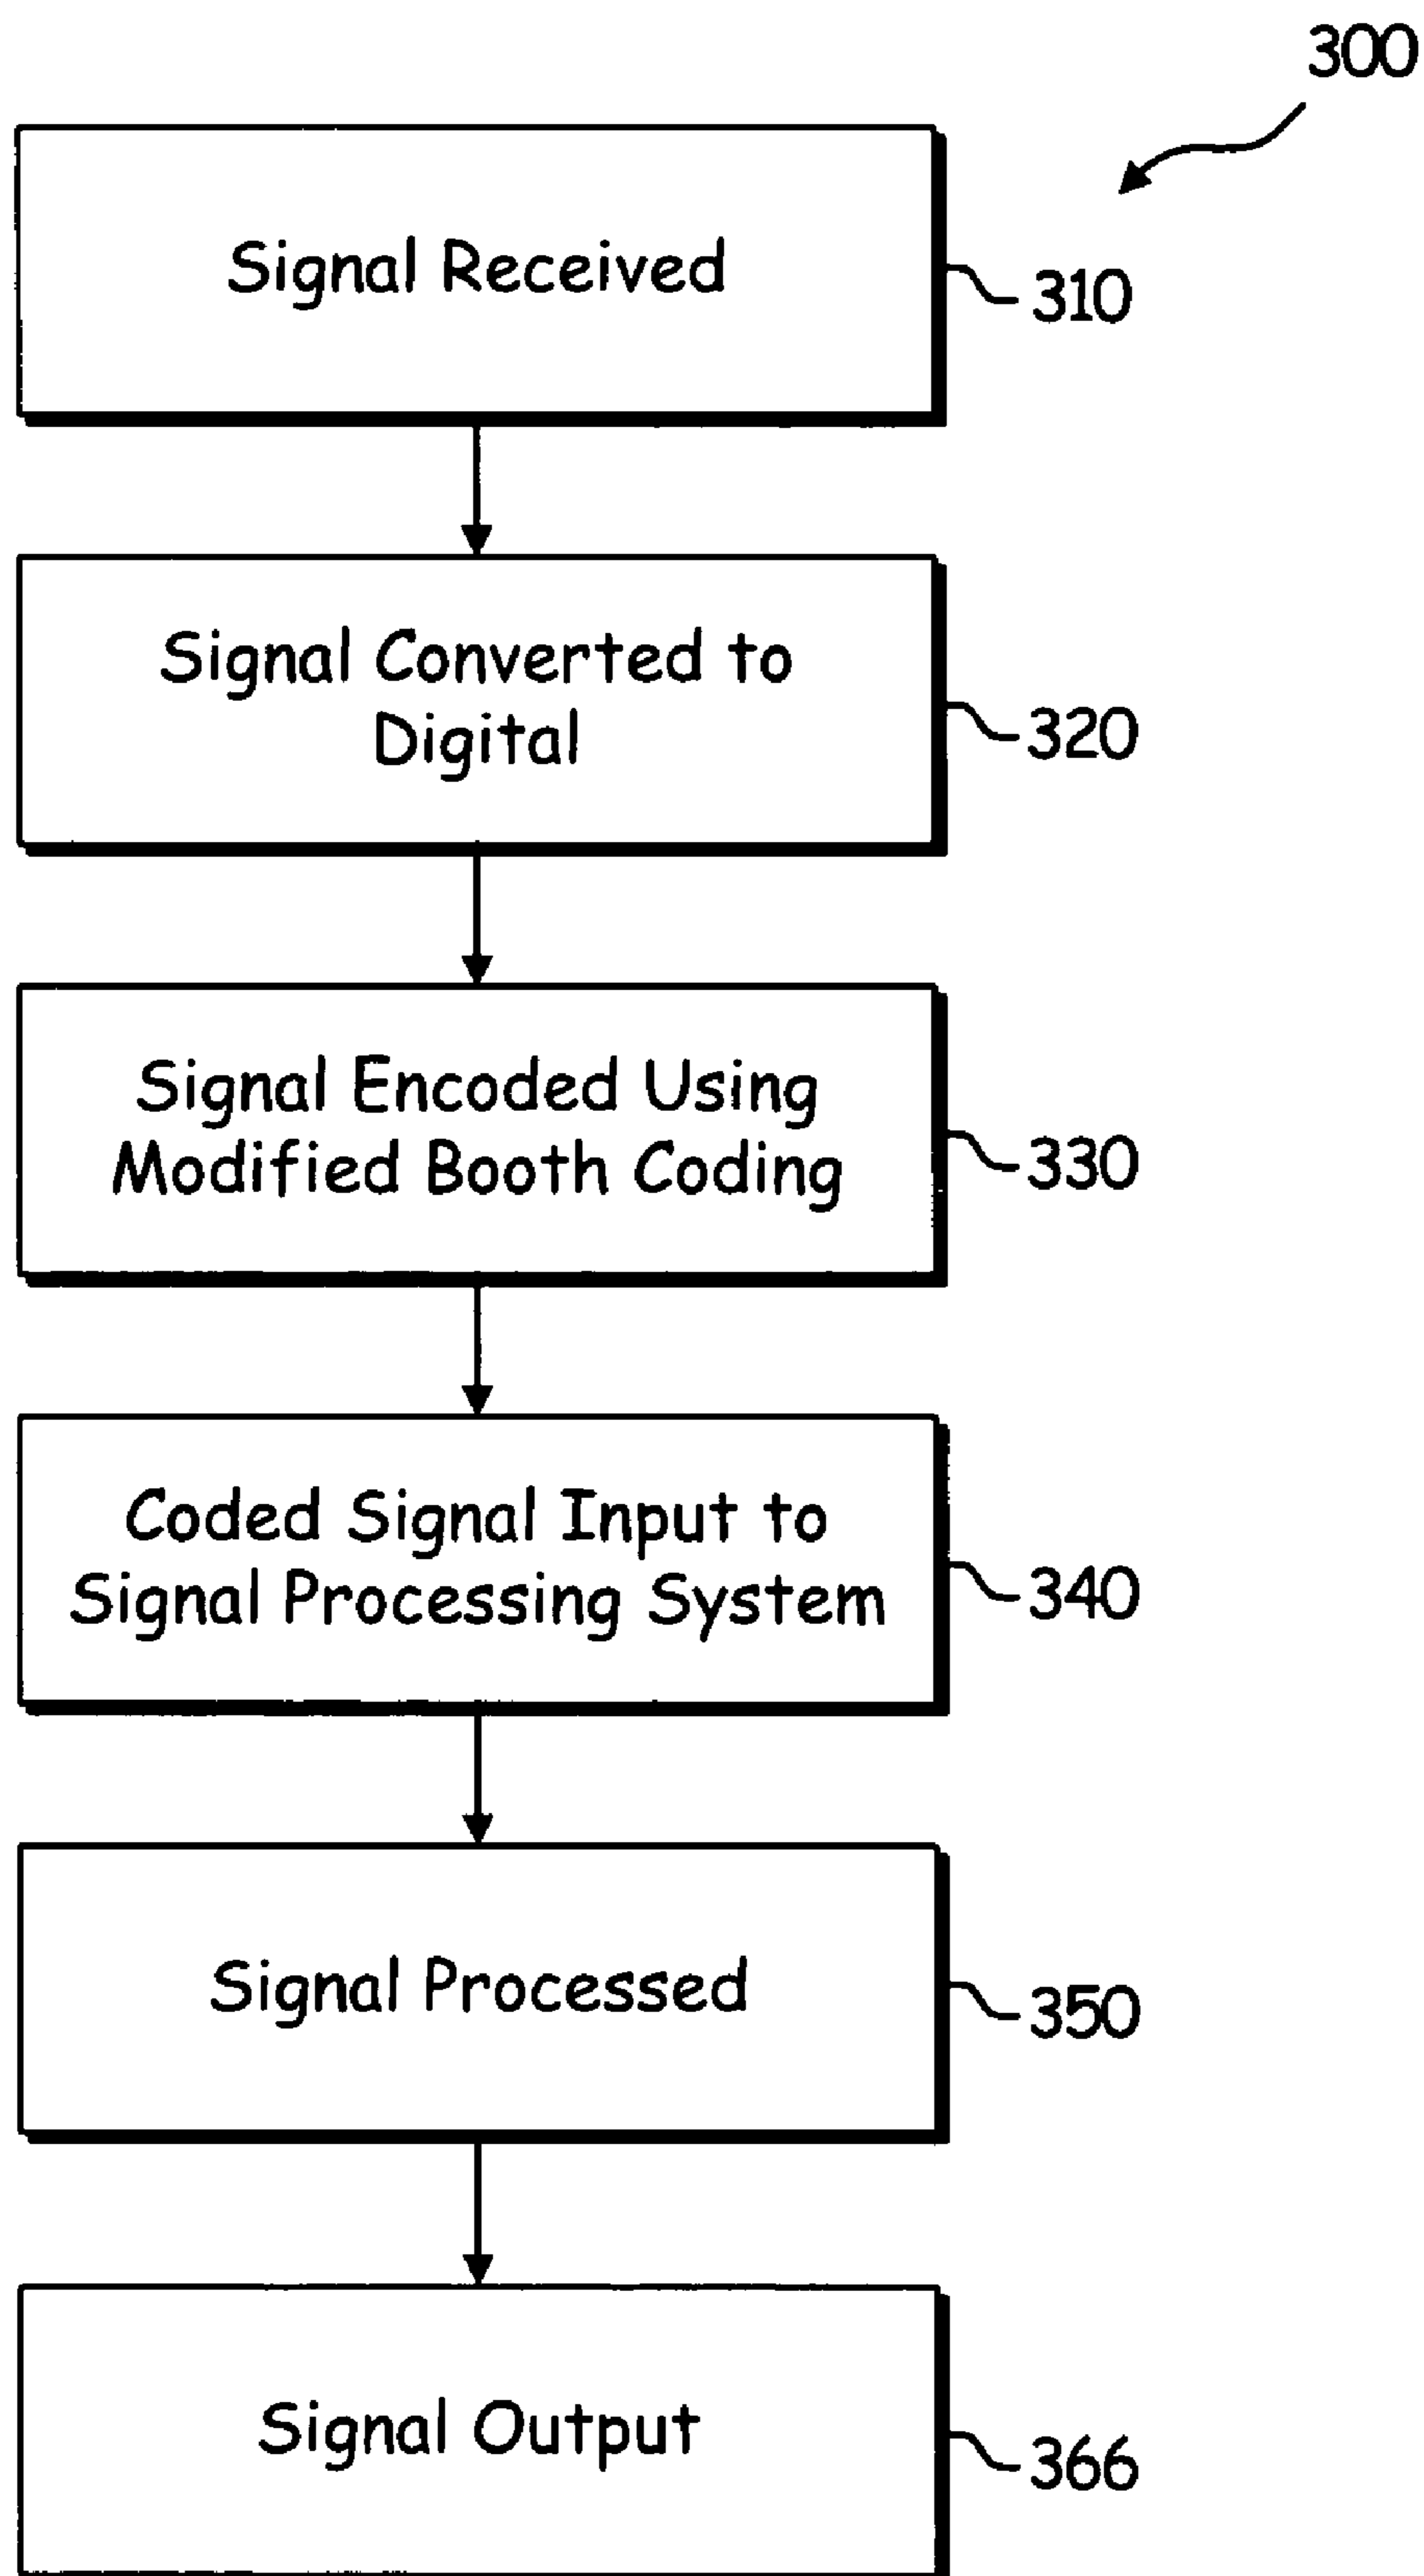 300
Signal Received
310
Signal Converted to
Digital
320
Signal Encoded Using
Modified Booth Coding
330
Coded Signal Input to
Signal Processing System
340
Signal Processed
350
Signal Output
366